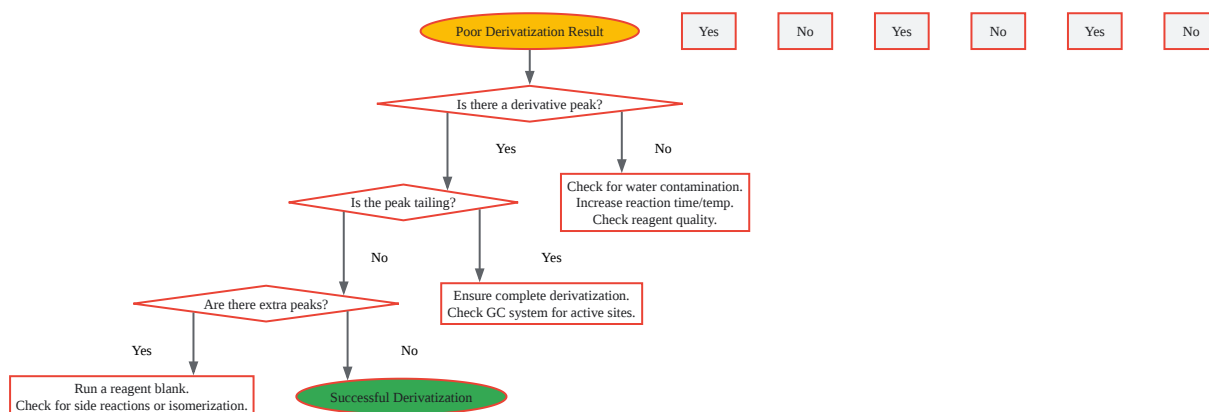 Poor Derivatization Result
Yes
No
Yes
No
Yes
No
Is there a derivative peak?
Yes
No
Check for water contamination.
Increase reaction time/temp.
Check reagent quality.
Is the peak tailing?
No
Yes
Ensure complete derivatization.
Check GC system for active sites.
Are there extra peaks?
Yes
No
Run a reagent blank.
Check for side reactions or isomerization.
Successful Derivatization